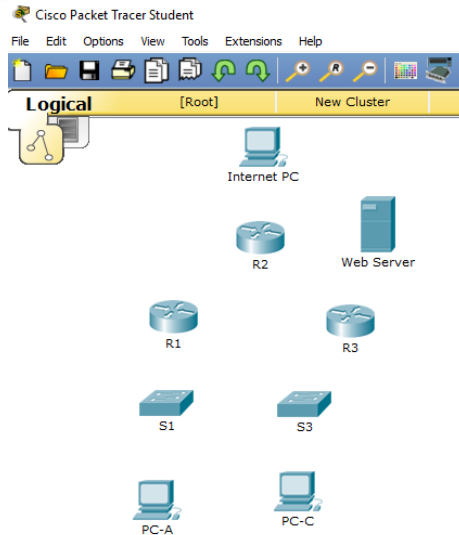 Cisco Packet Tracer Student
File Edit Options View Tools Extensions Help
Logical [Root] New Cluster
Internet PC
R2 Web Server
R1 R3
S1 S3
PC-A PC-C